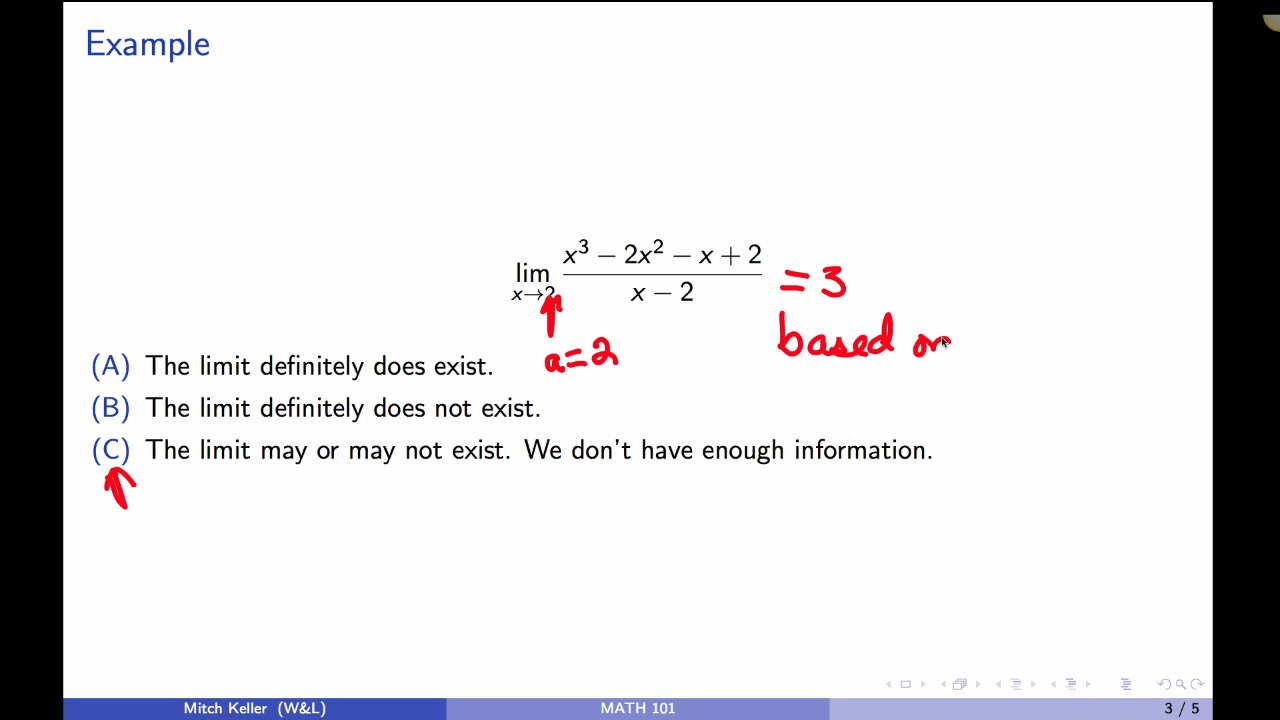 Example
lim x→2 (x³ − 2x² − x + 2) / (x − 2) = 3
based on
a=2
(A) The limit definitely does exist.
(B) The limit definitely does not exist.
(C) The limit may or may not exist. We don't have enough information.
Mitch Keller (W&L) MATH 101 3 / 5